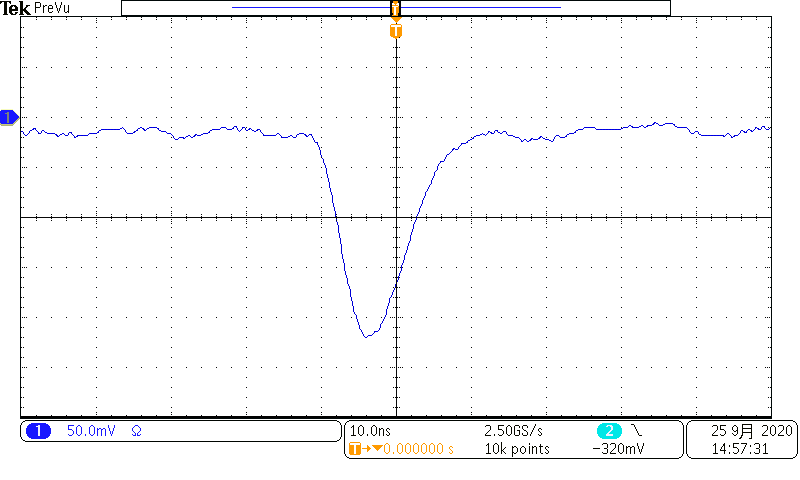 Tek PreVu
T
T
1
1 50.0mV Ω
10.0ns 2.50GS/s 2
T→▼0.000000 s 10k points -320mV
25 9月 2020
14:57:31